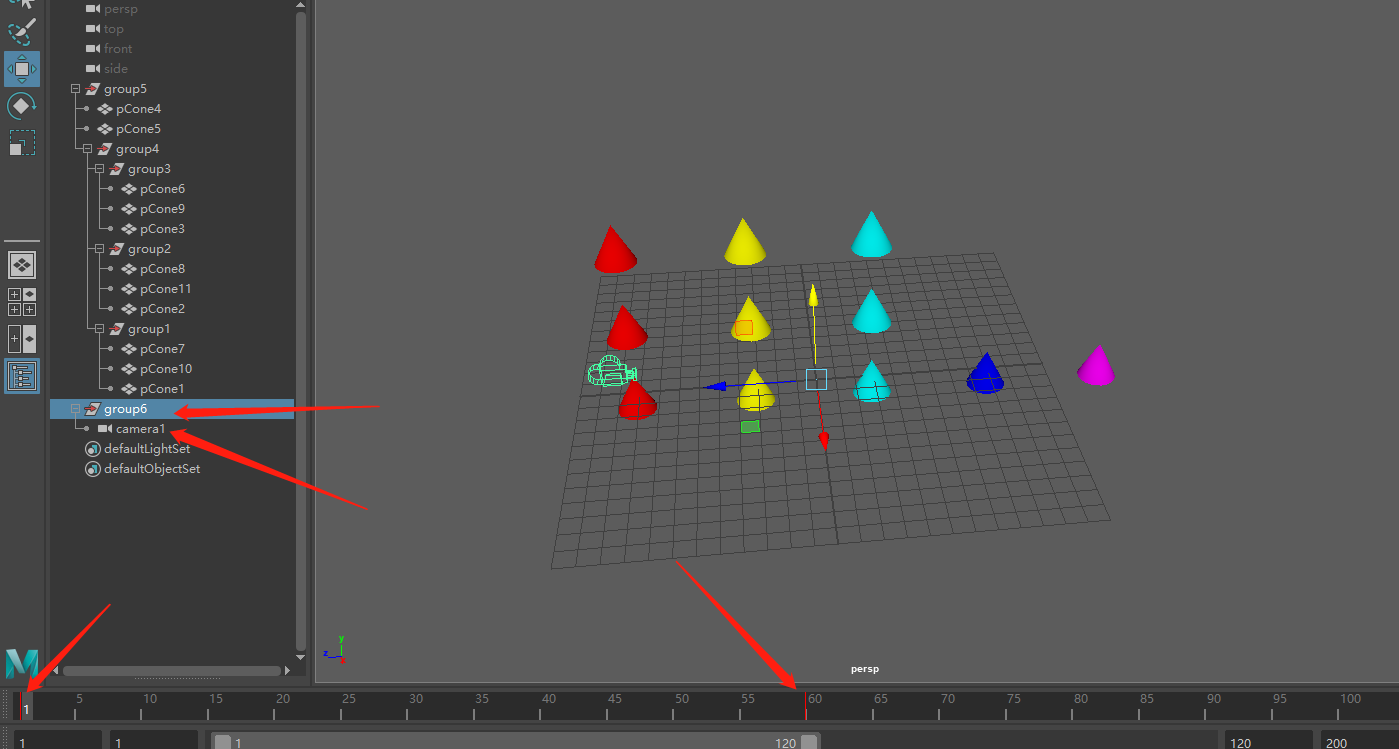 persp
top
front
side
group5
pCone4
pCone5
group4
group3
pCone6
pCone9
pCone3
group2
pCone8
pCone11
pCone2
group1
pCone7
pCone10
pCone1
group6
camera1
defaultLightSet
defaultObjectSet
y
z
x
persp
1 5 10 15 20 25 30 35 40 45 50 55 60 65 70 75 80 85 90 95 100
1 1 1 120 120 200